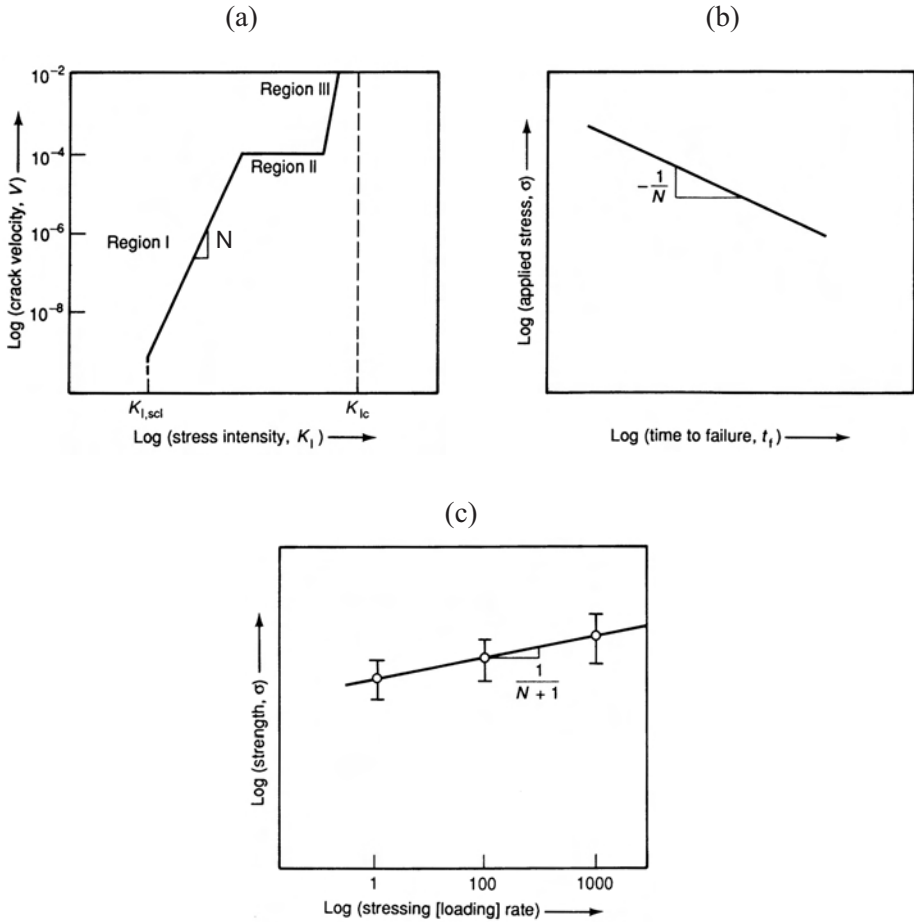 (a)
10⁻²
10⁻⁴
10⁻⁶
10⁻⁸
Log (crack velocity, V)
Region III
Region II
Region I
N
K_I,scl
K_Ic
Log (stress intensity, K_I)
(b)
Log (applied stress, σ)
-1/N
Log (time to failure, t_f)
(c)
Log (strength, σ)
1/(N + 1)
1
100
1000
Log (stressing [loading] rate)